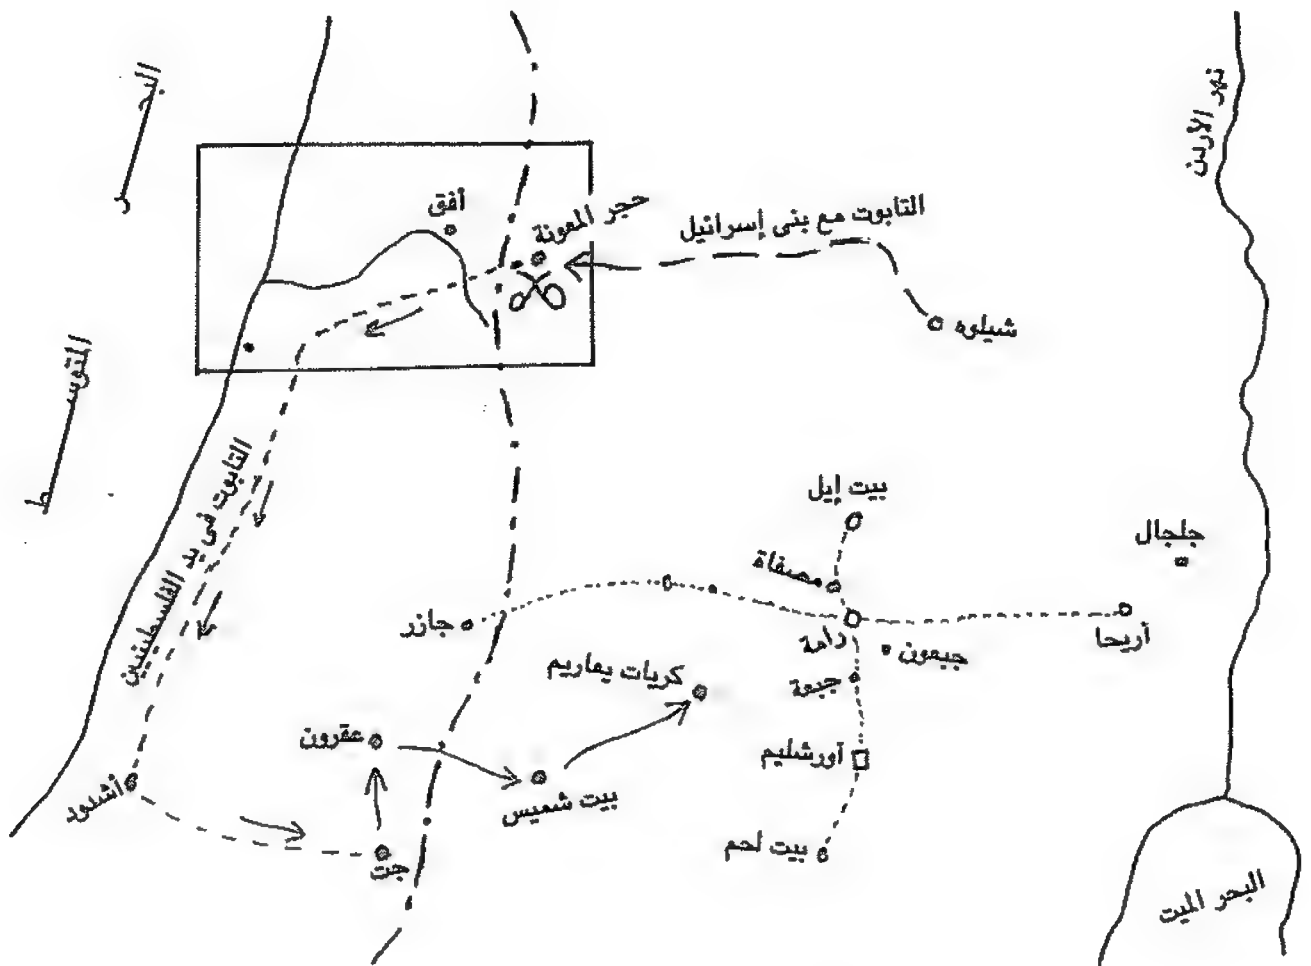 البحر
المتوسط
نهر الأردن
أفق
حجر المعونة
التابوت مع بنى إسرائيل
شيلوه
التابوت فى يد الفلسطينيين
بيت إيل
مصفاة
جلجال
جازر
رامة
جبعون
أريحا
كريات يعاريم
جبعة
عقرون
أورشليم
أشدود
بيت شميس
جت
بيت لحم
البحر الميت